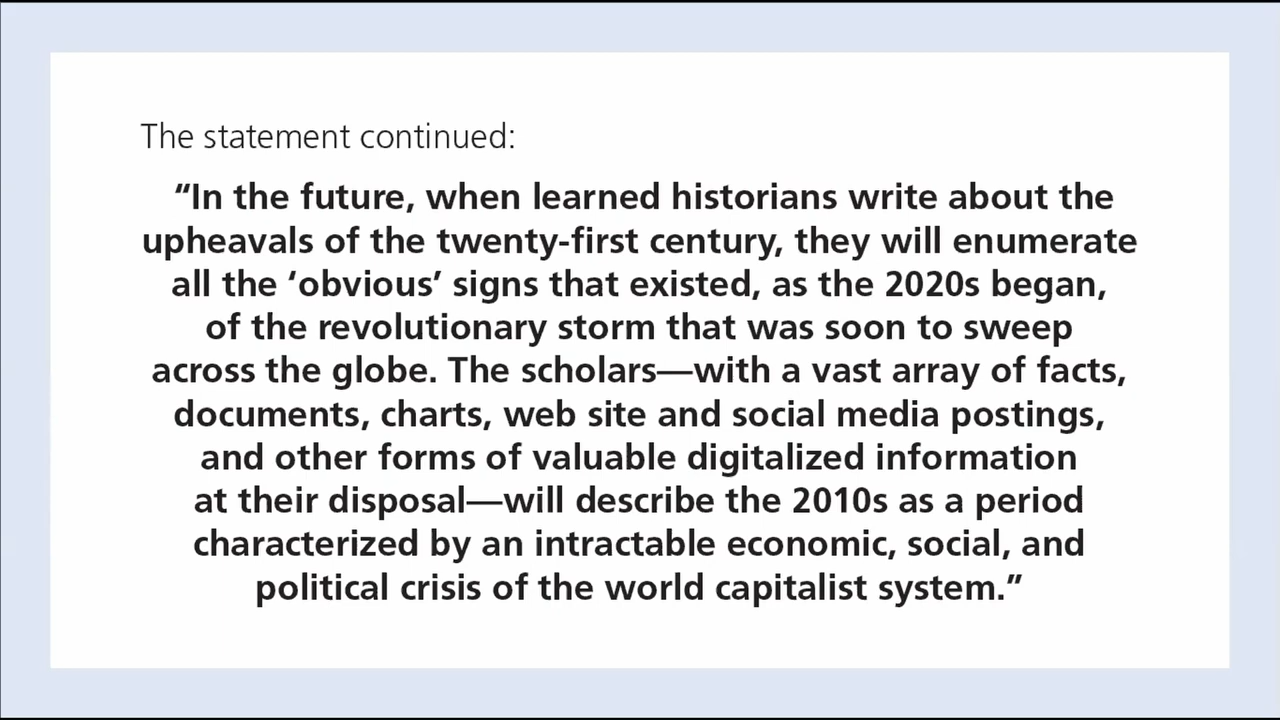 The statement continued:
“In the future, when learned historians write about the
upheavals of the twenty-first century, they will enumerate
all the ‘obvious’ signs that existed, as the 2020s began,
of the revolutionary storm that was soon to sweep
across the globe. The scholars—with a vast array of facts,
documents, charts, web site and social media postings,
and other forms of valuable digitalized information
at their disposal—will describe the 2010s as a period
characterized by an intractable economic, social, and
political crisis of the world capitalist system.”